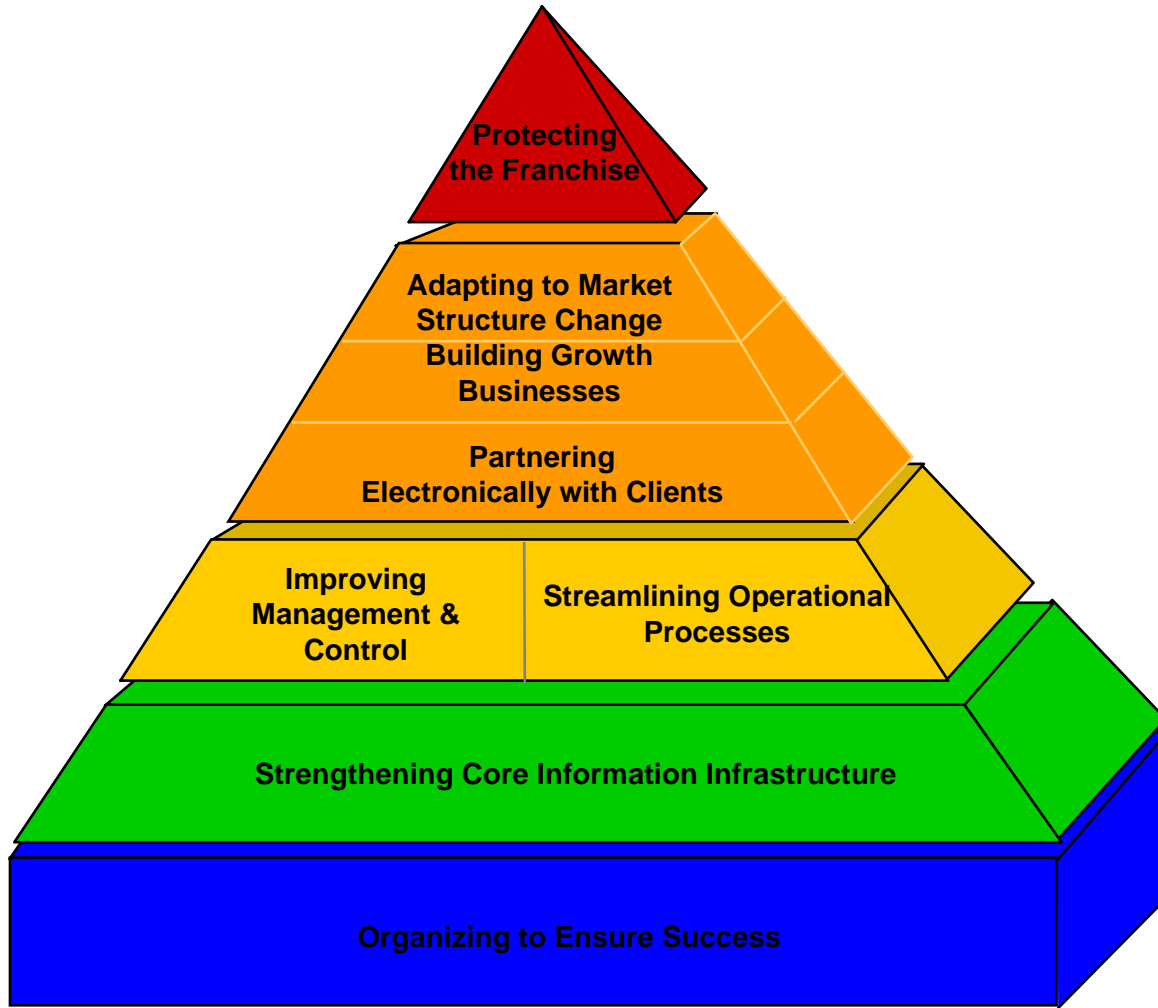 Protecting
the Franchise
Adapting to Market
Structure Change
Building Growth
Businesses
Partnering
Electronically with Clients
Improving
Management &
Control
Streamlining Operational
Processes
Strengthening Core Information Infrastructure
Organizing to Ensure Success